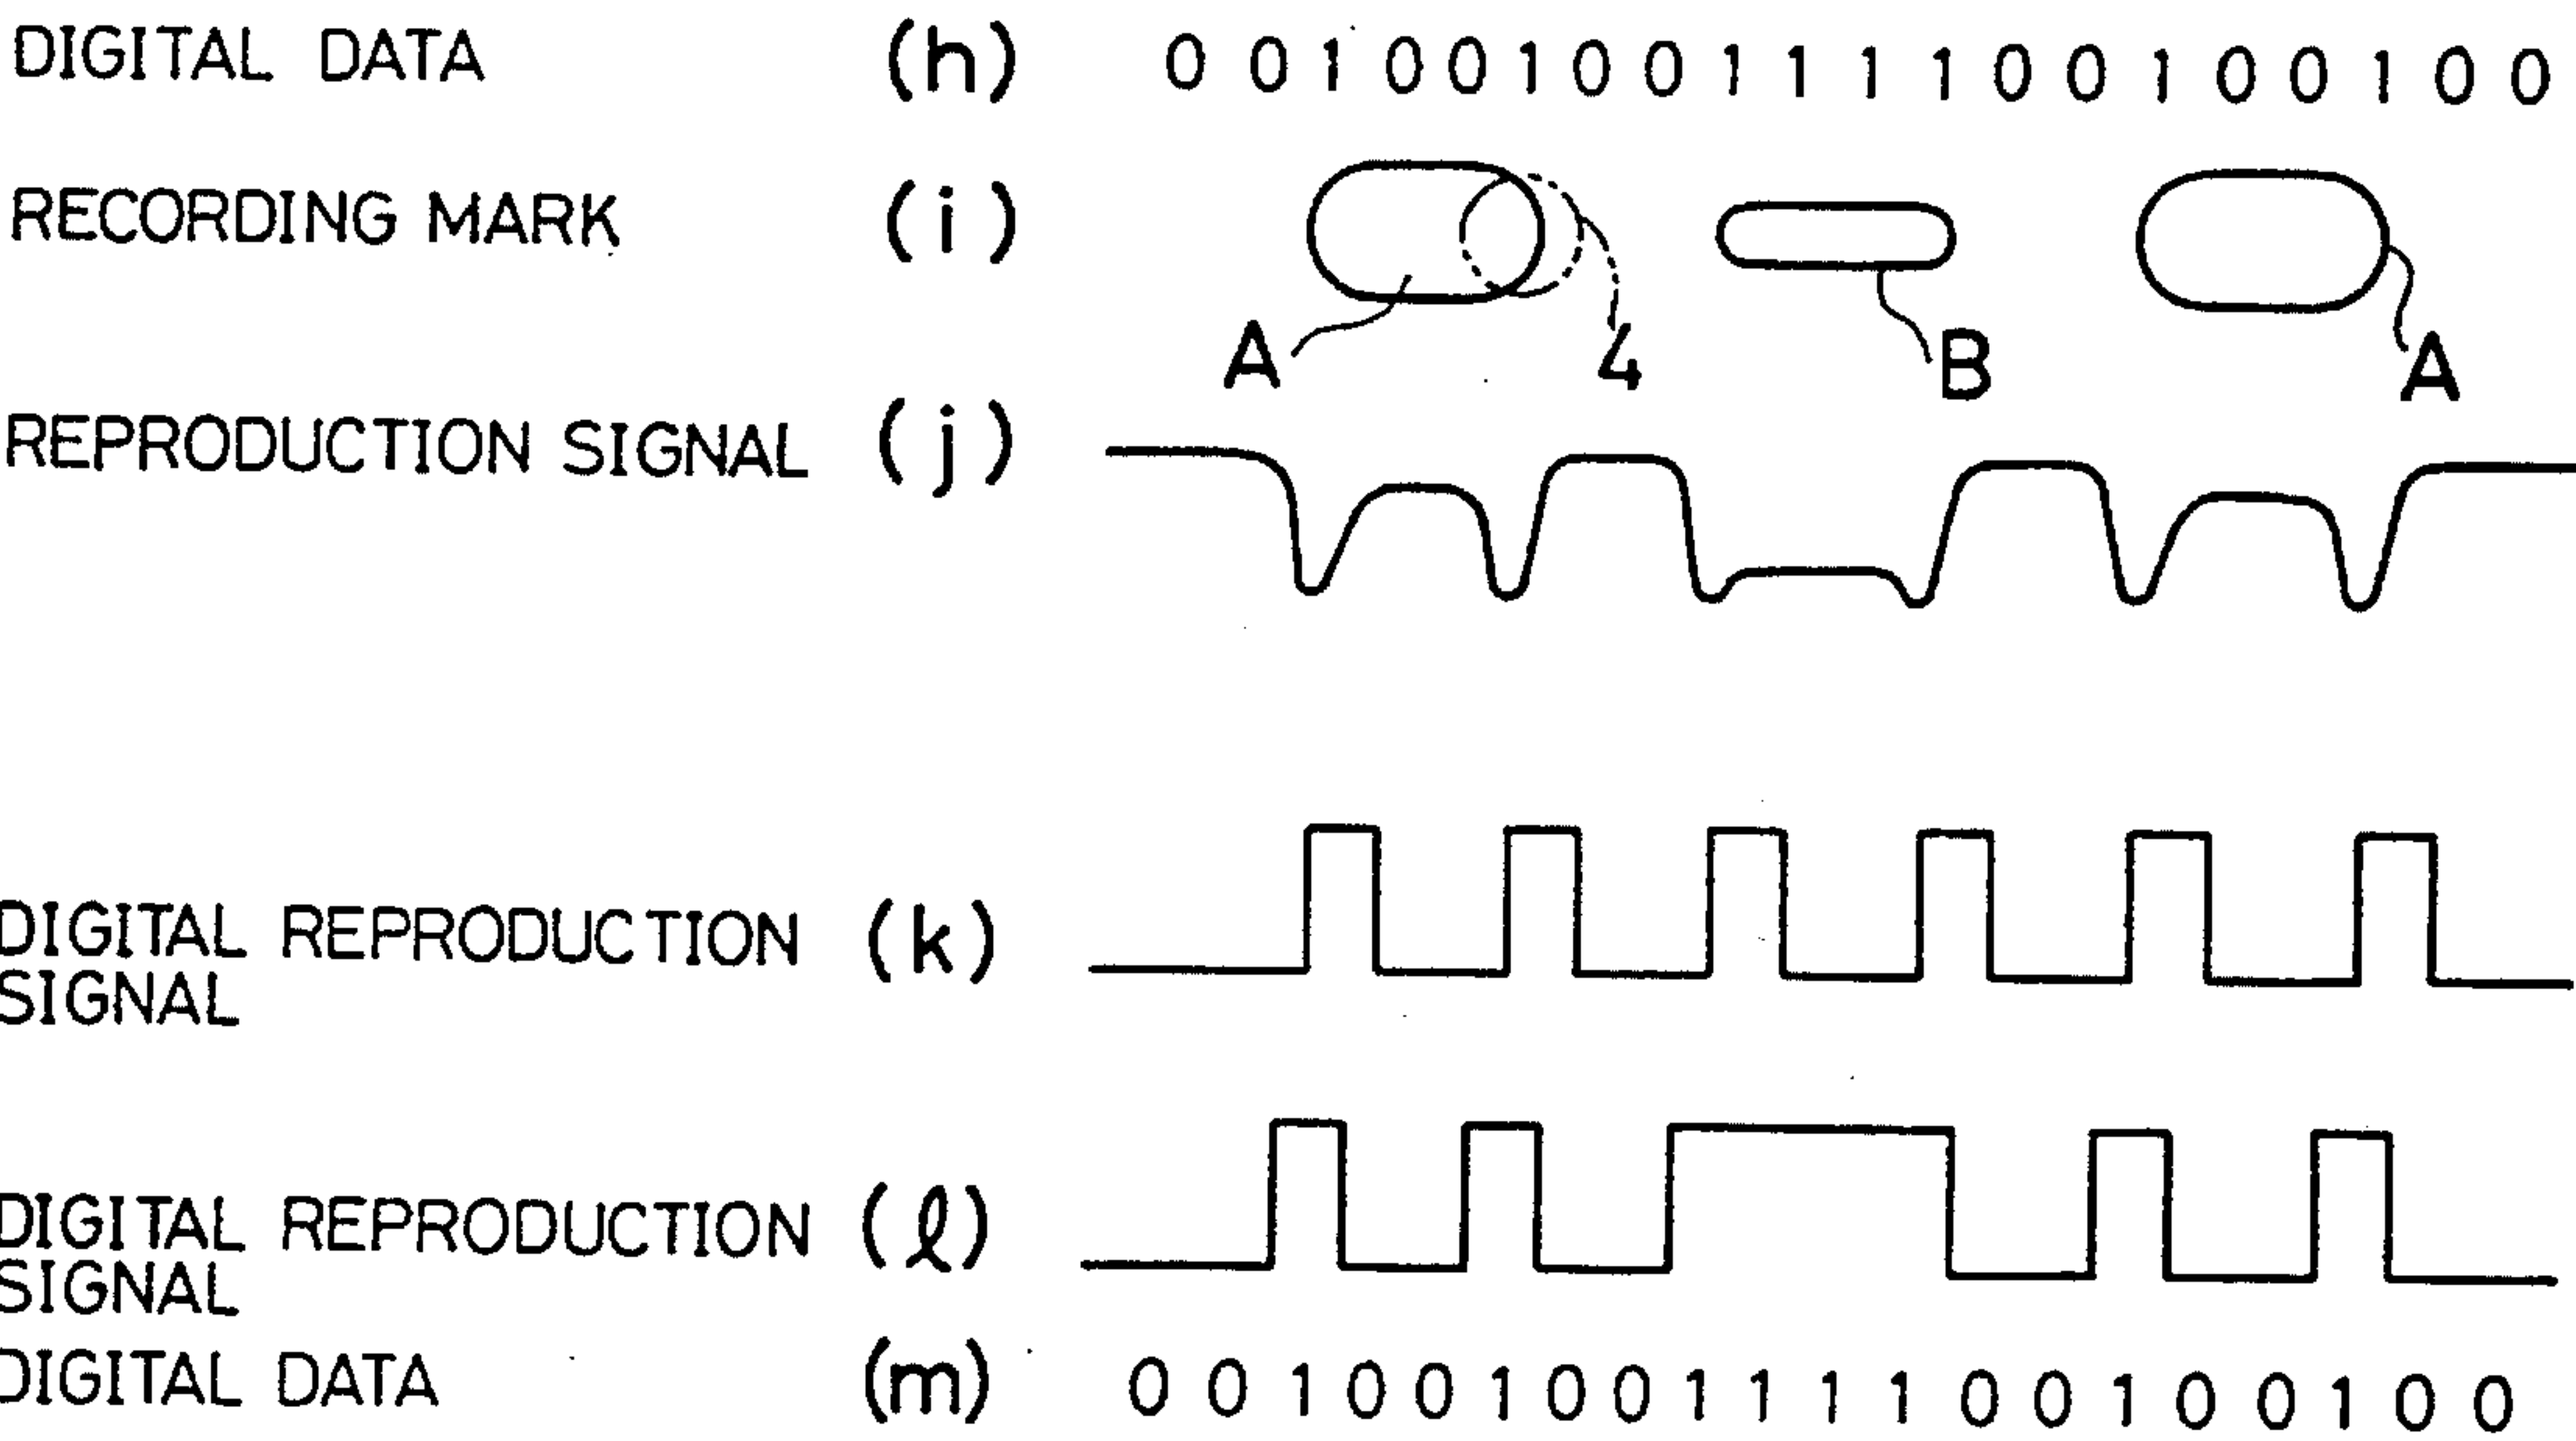 DIGITAL DATA (h) 0 0 1 0 0 1 0 0 1 1 1 1 0 0 1 0 0 1 0 0
RECORDING MARK (i)
A 4 B A
REPRODUCTION SIGNAL (j)
DIGITAL REPRODUCTION (k)
SIGNAL
DIGITAL REPRODUCTION (ℓ)
SIGNAL
DIGITAL DATA (m) 0 0 1 0 0 1 0 0 1 1 1 1 0 0 1 0 0 1 0 0